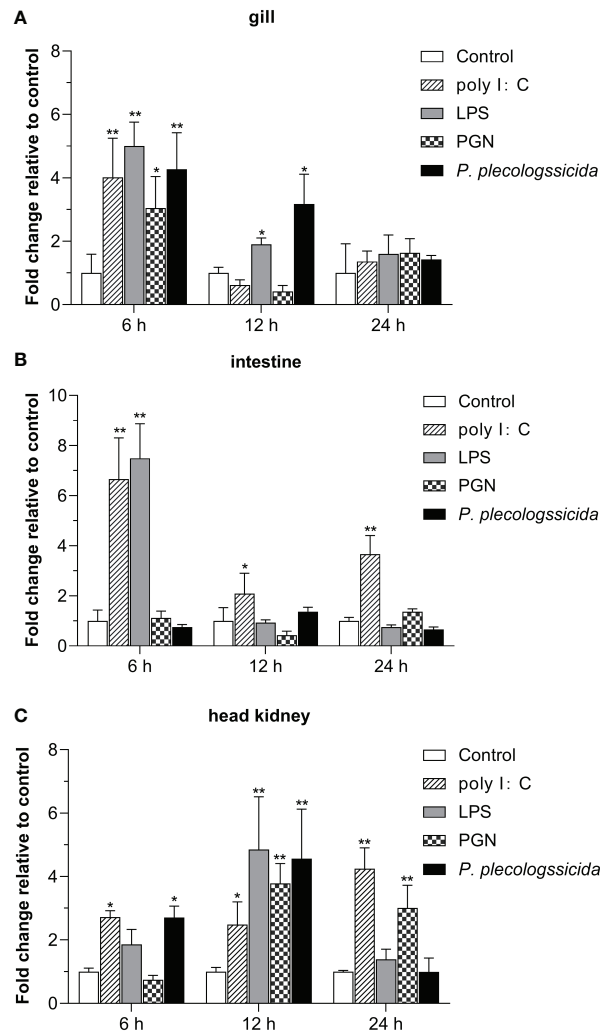 A
gill
Fold change relative to control
8
6
4
2
0
** ** * **
* *
6 h 12 h 24 h
Control
poly I: C
LPS
PGN
P. plecologssicida
B
intestine
Fold change relative to control
10
8
6
4
2
0
** **
*
**
6 h 12 h 24 h
Control
poly I: C
LPS
PGN
P. plecologssicida
C
head kidney
Fold change relative to control
8
6
4
2
0
* *
* ** ** **
** **
6 h 12 h 24 h
Control
poly I: C
LPS
PGN
P. plecologssicida